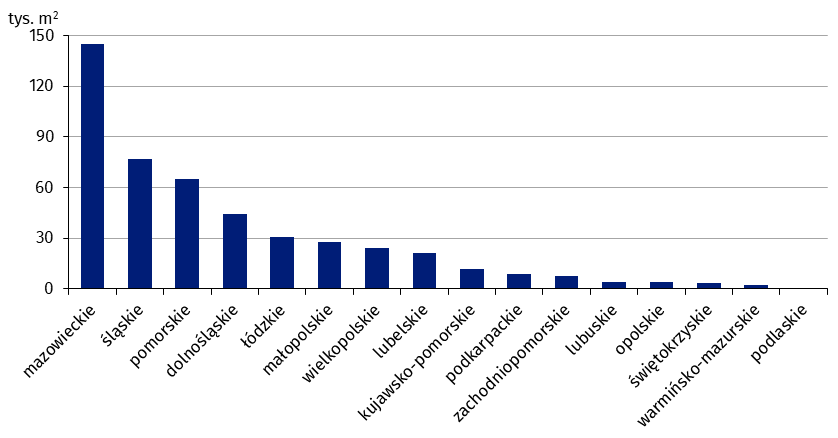 tys. m²
150
120
90
60
30
0
mazowieckie
śląskie
pomorskie
dolnośląskie
łódzkie
małopolskie
wielkopolskie
lubelskie
kujawsko-pomorskie
podkarpackie
zachodniopomorskie
lubuskie
opolskie
świętokrzyskie
warmińsko-mazurskie
podlaskie